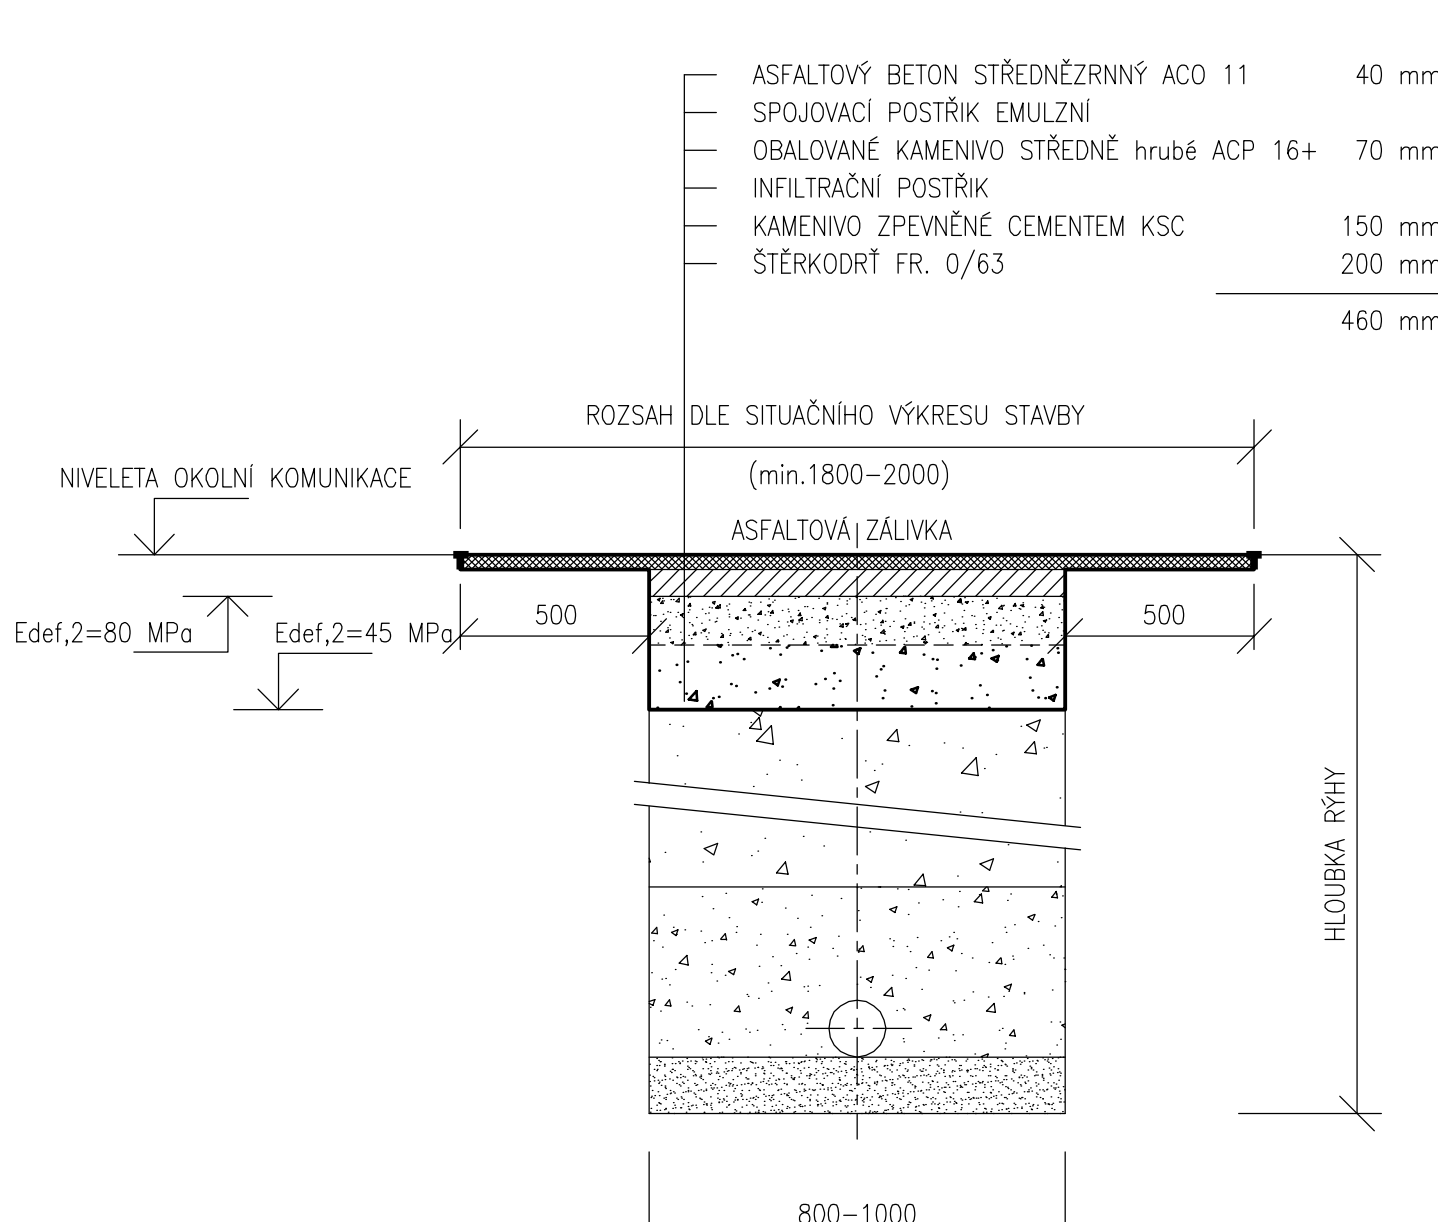 ASFALTOVÝ BETON STŘEDNĚZRNNÝ ACO 11 40 mm
SPOJOVACÍ POSTŘIK EMULZNÍ
OBALOVANÉ KAMENIVO STŘEDNĚ hrubé ACP 16+ 70 mm
INFILTRAČNÍ POSTŘIK
KAMENIVO ZPEVNĚNÉ CEMENTEM KSC 150 mm
ŠTĚRKODRŤ FR. 0/63 200 mm
460 mm
ROZSAH DLE SITUAČNÍHO VÝKRESU STAVBY
(min.1800-2000)
NIVELETA OKOLNÍ KOMUNIKACE
ASFALTOVÁ ZÁLIVKA
500
500
Edef,2=80 MPa
Edef,2=45 MPa
HLOUBKA RÝHY
800-1000